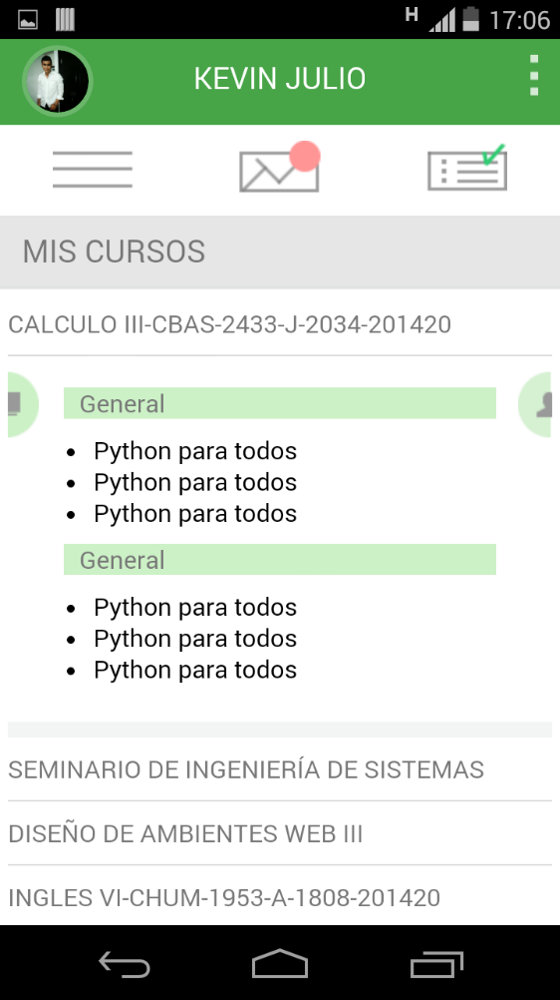 H 17:06
KEVIN JULIO
MIS CURSOS
CALCULO III-CBAS-2433-J-2034-201420
General
Python para todos
Python para todos
Python para todos
General
Python para todos
Python para todos
Python para todos
SEMINARIO DE INGENIERÍA DE SISTEMAS
DISEÑO DE AMBIENTES WEB III
INGLES VI-CHUM-1953-A-1808-201420